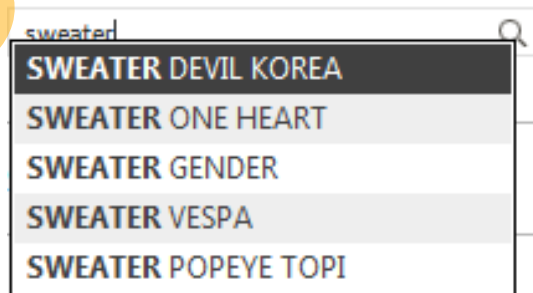 sweater
SWEATER DEVIL KOREA
SWEATER ONE HEART
SWEATER GENDER
SWEATER VESPA
SWEATER POPEYE TOPI